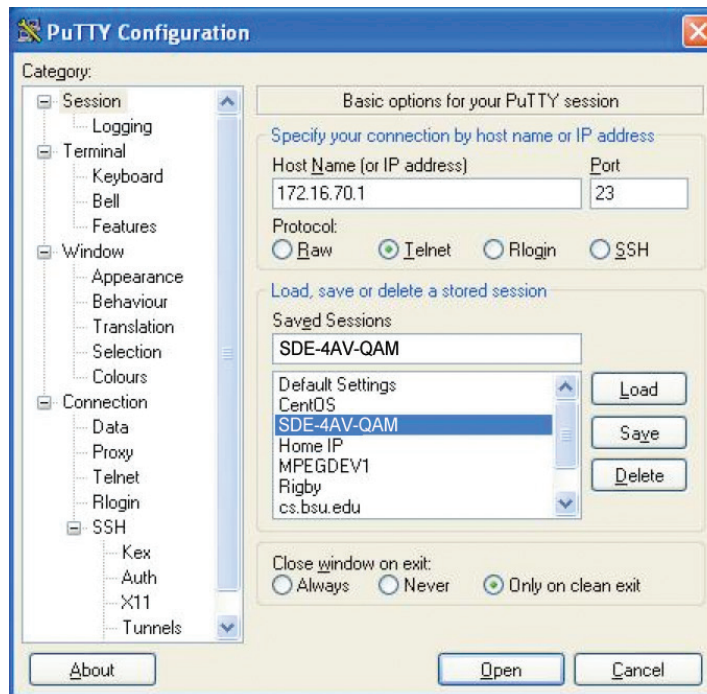 PuTTY Configuration
Category:
Session
Logging
Terminal
Keyboard
Bell
Features
Window
Appearance
Behaviour
Translation
Selection
Colours
Connection
Data
Proxy
Telnet
Rlogin
SSH
Kex
Auth
X11
Tunnels
Basic options for your PuTTY session
Specify your connection by host name or IP address
Host Name (or IP address) Port
172.16.70.1 23
Protocol:
Raw Telnet Rlogin SSH
Load, save or delete a stored session
Saved Sessions
SDE-4AV-QAM
Default Settings
CentOS
SDE-4AV-QAM
Home IP
MPEGDEV1
Rigby
cs.bsu.edu
Load
Save
Delete
Close window on exit:
Always Never Only on clean exit
About Open Cancel